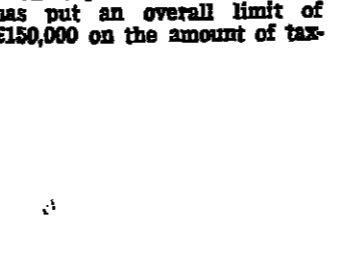 has put an overall limit of
£150,000 on the amount of tax-